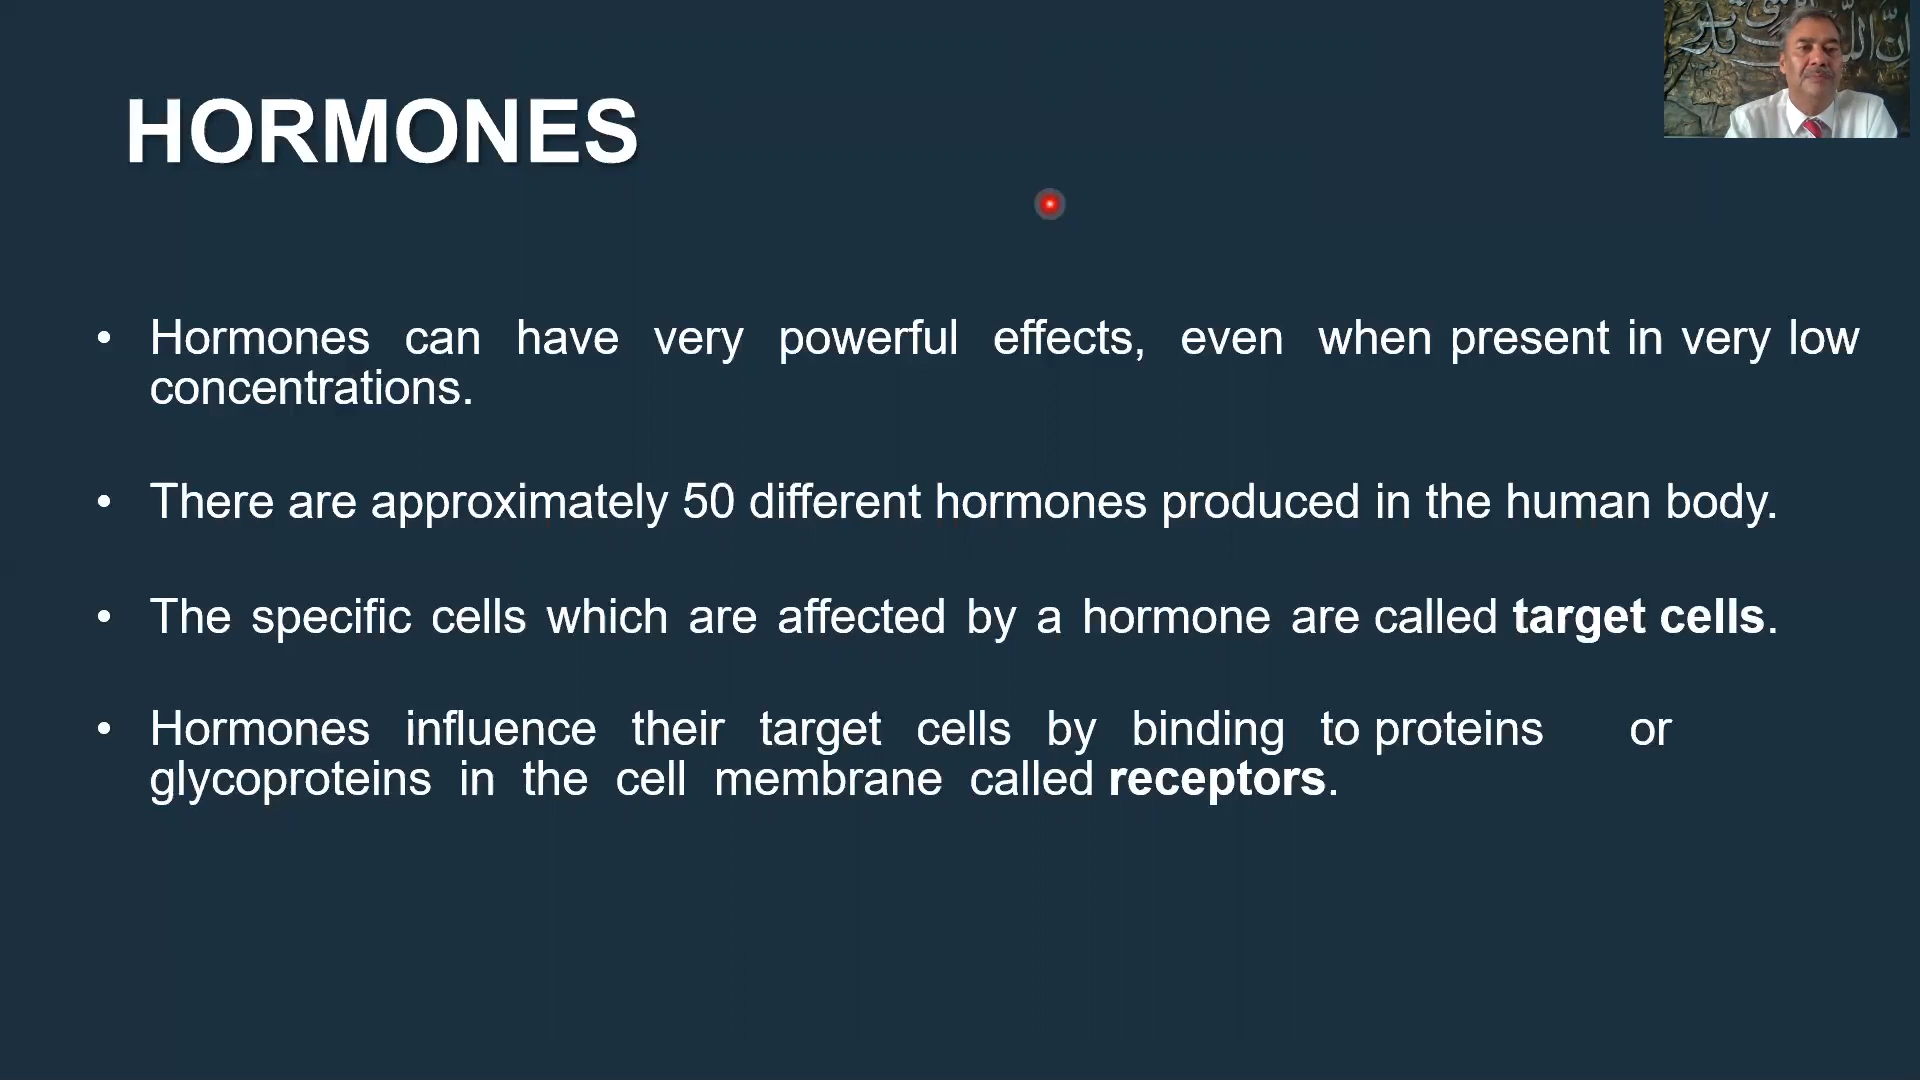 HORMONES
• Hormones can have very powerful effects, even when present in very low
concentrations.
• There are approximately 50 different hormones produced in the human body.
• The specific cells which are affected by a hormone are called target cells.
• Hormones influence their target cells by binding to proteins or
glycoproteins in the cell membrane called receptors.